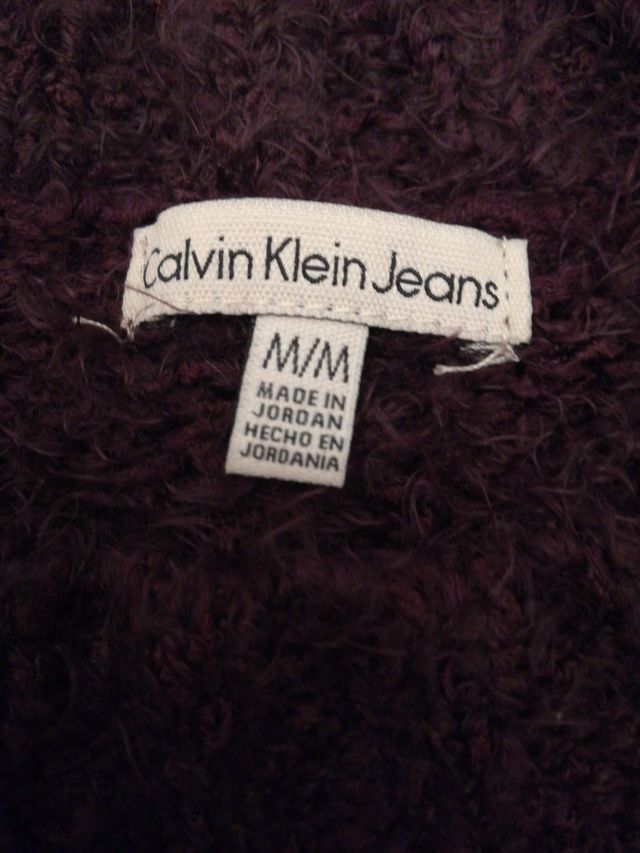 Calvin Klein Jeans
M/M
MADE IN
JORDAN
HECHO EN
JORDANIA